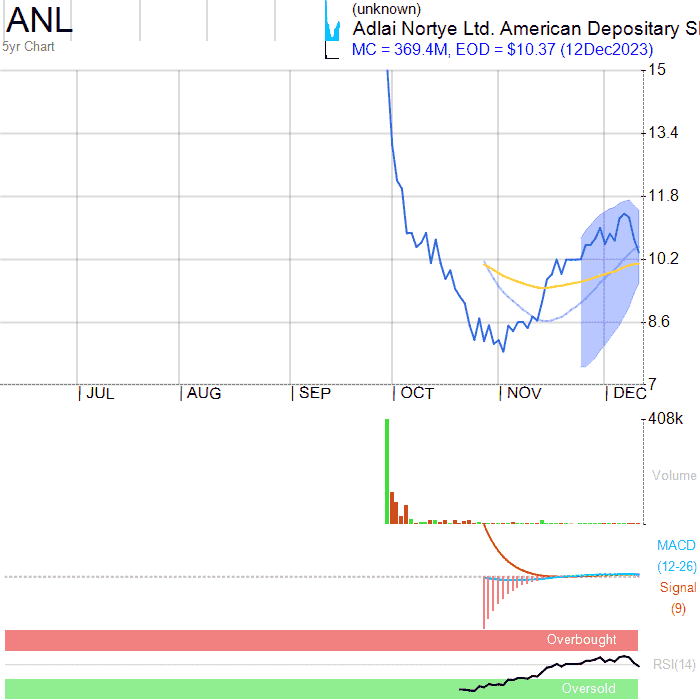 ANL
5yr Chart
(unknown)
Adlai Nortye Ltd. American Depositary S
MC = 369.4M, EOD = $10.37 (12Dec2023)
15
13.4
11.8
10.2
8.6
7
JUL
AUG
SEP
OCT
NOV
DEC
408k
Volume
MACD
(12-26)
Signal
(9)
Overbought
RSI(14)
Oversold